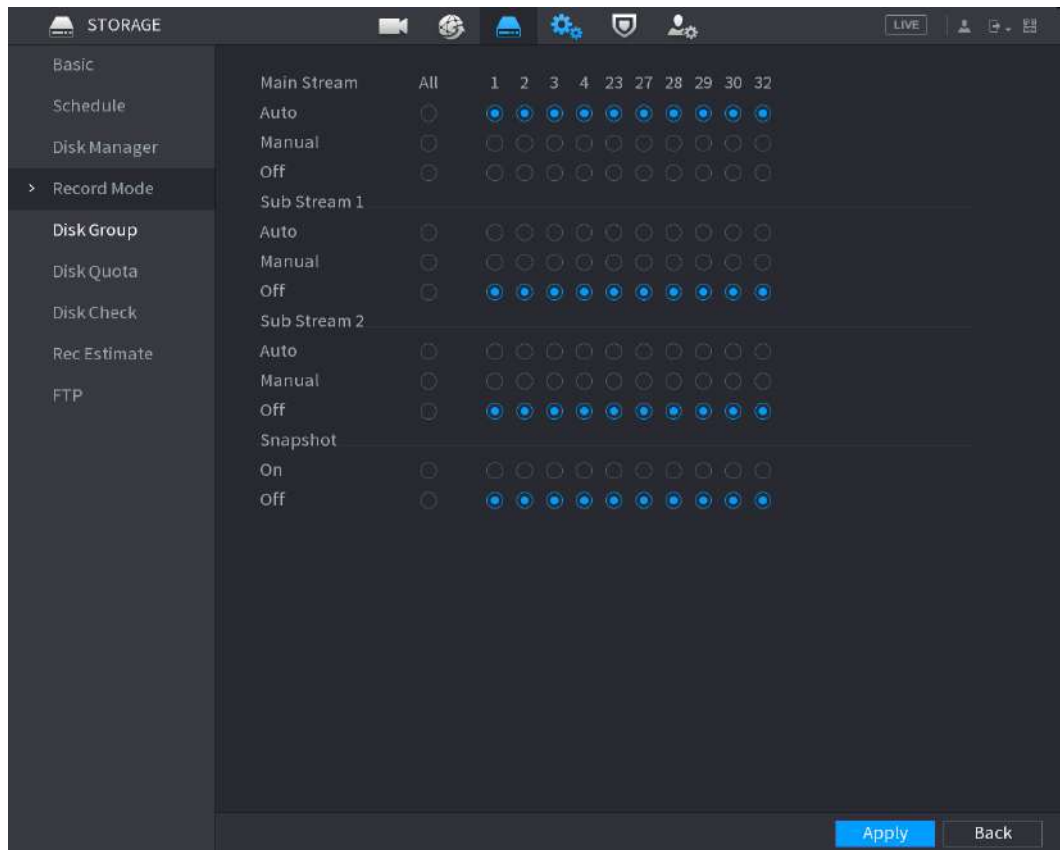 STORAGE
LIVE
Basic
Schedule
Disk Manager
Record Mode
Disk Group
Disk Quota
Disk Check
Rec Estimate
FTP
Main Stream All 1 2 3 4 23 27 28 29 30 32
Auto
Manual
Off
Sub Stream 1
Auto
Manual
Off
Sub Stream 2
Auto
Manual
Off
Snapshot
On
Off
Apply Back